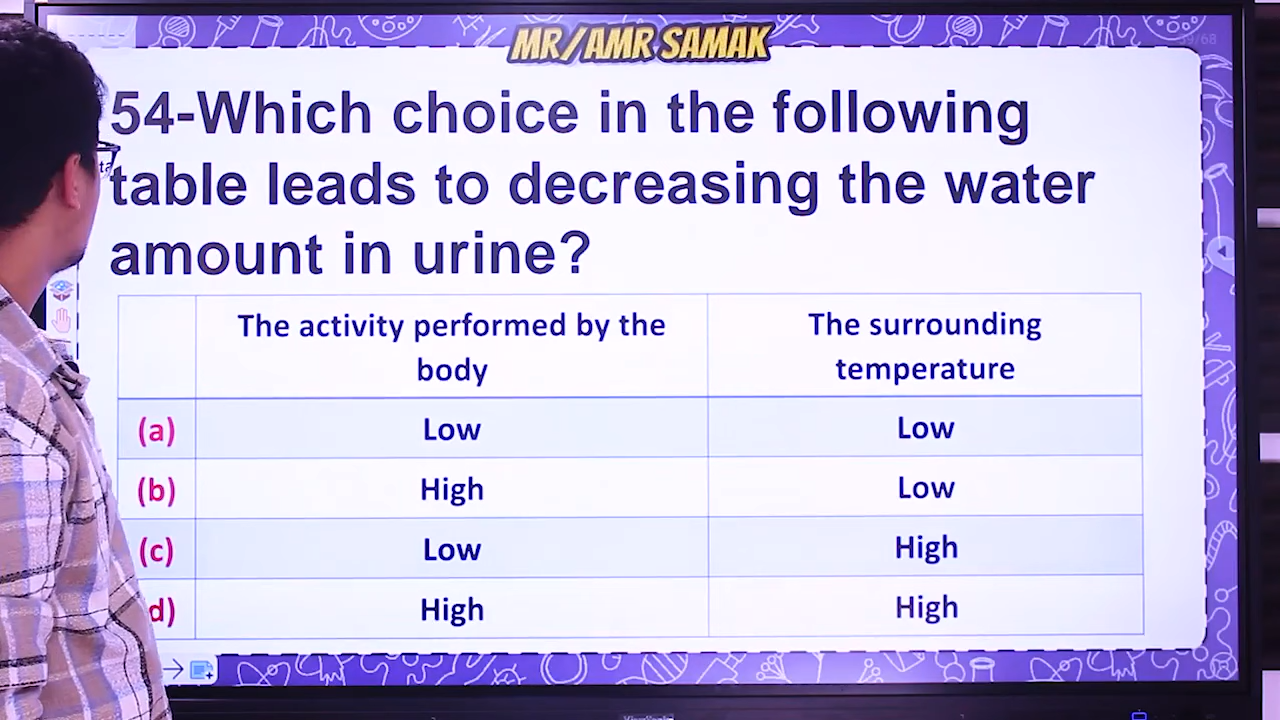 MR/AMR SAMAK
54-Which choice in the following
table leads to decreasing the water
amount in urine?
The activity performed by the body
The surrounding temperature
(a) Low Low
(b) High Low
(c) Low High
d) High High